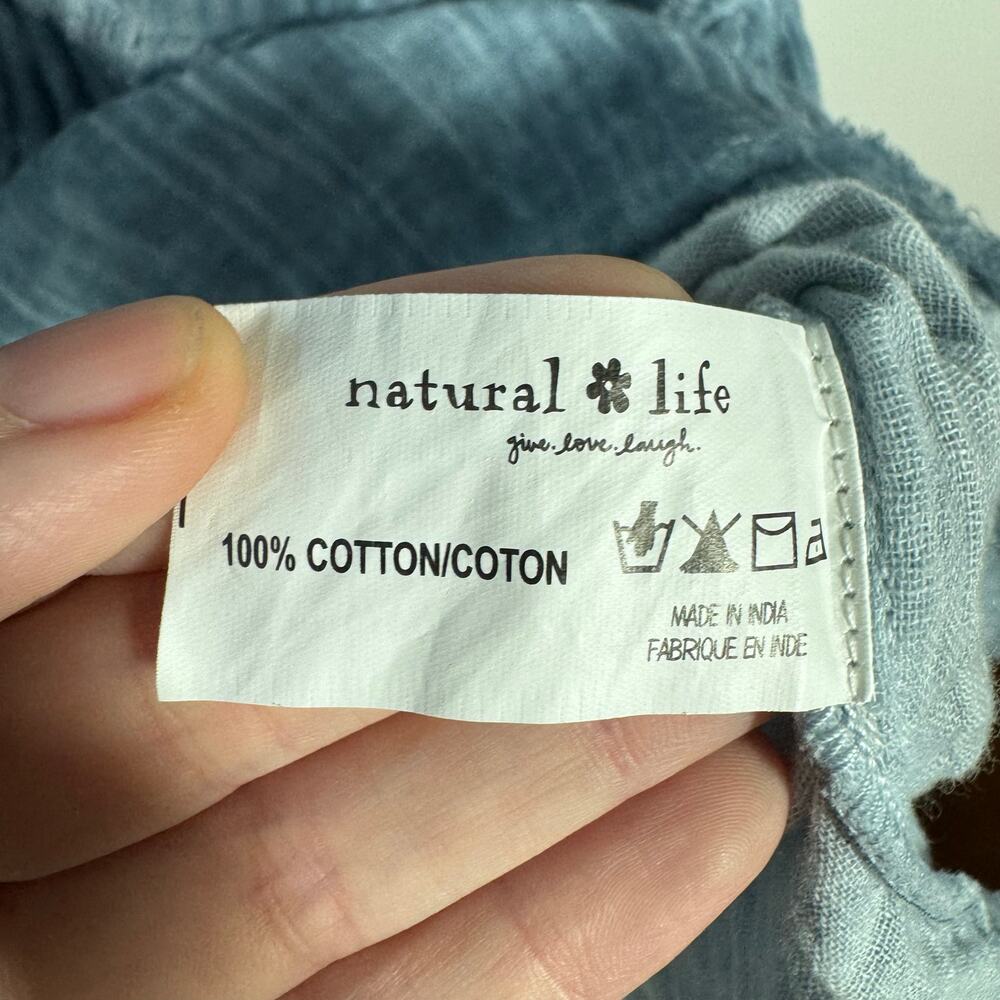 natural life
give.love.laugh.
100% COTTON/COTON
MADE IN INDIA
FABRIQUE EN INDE